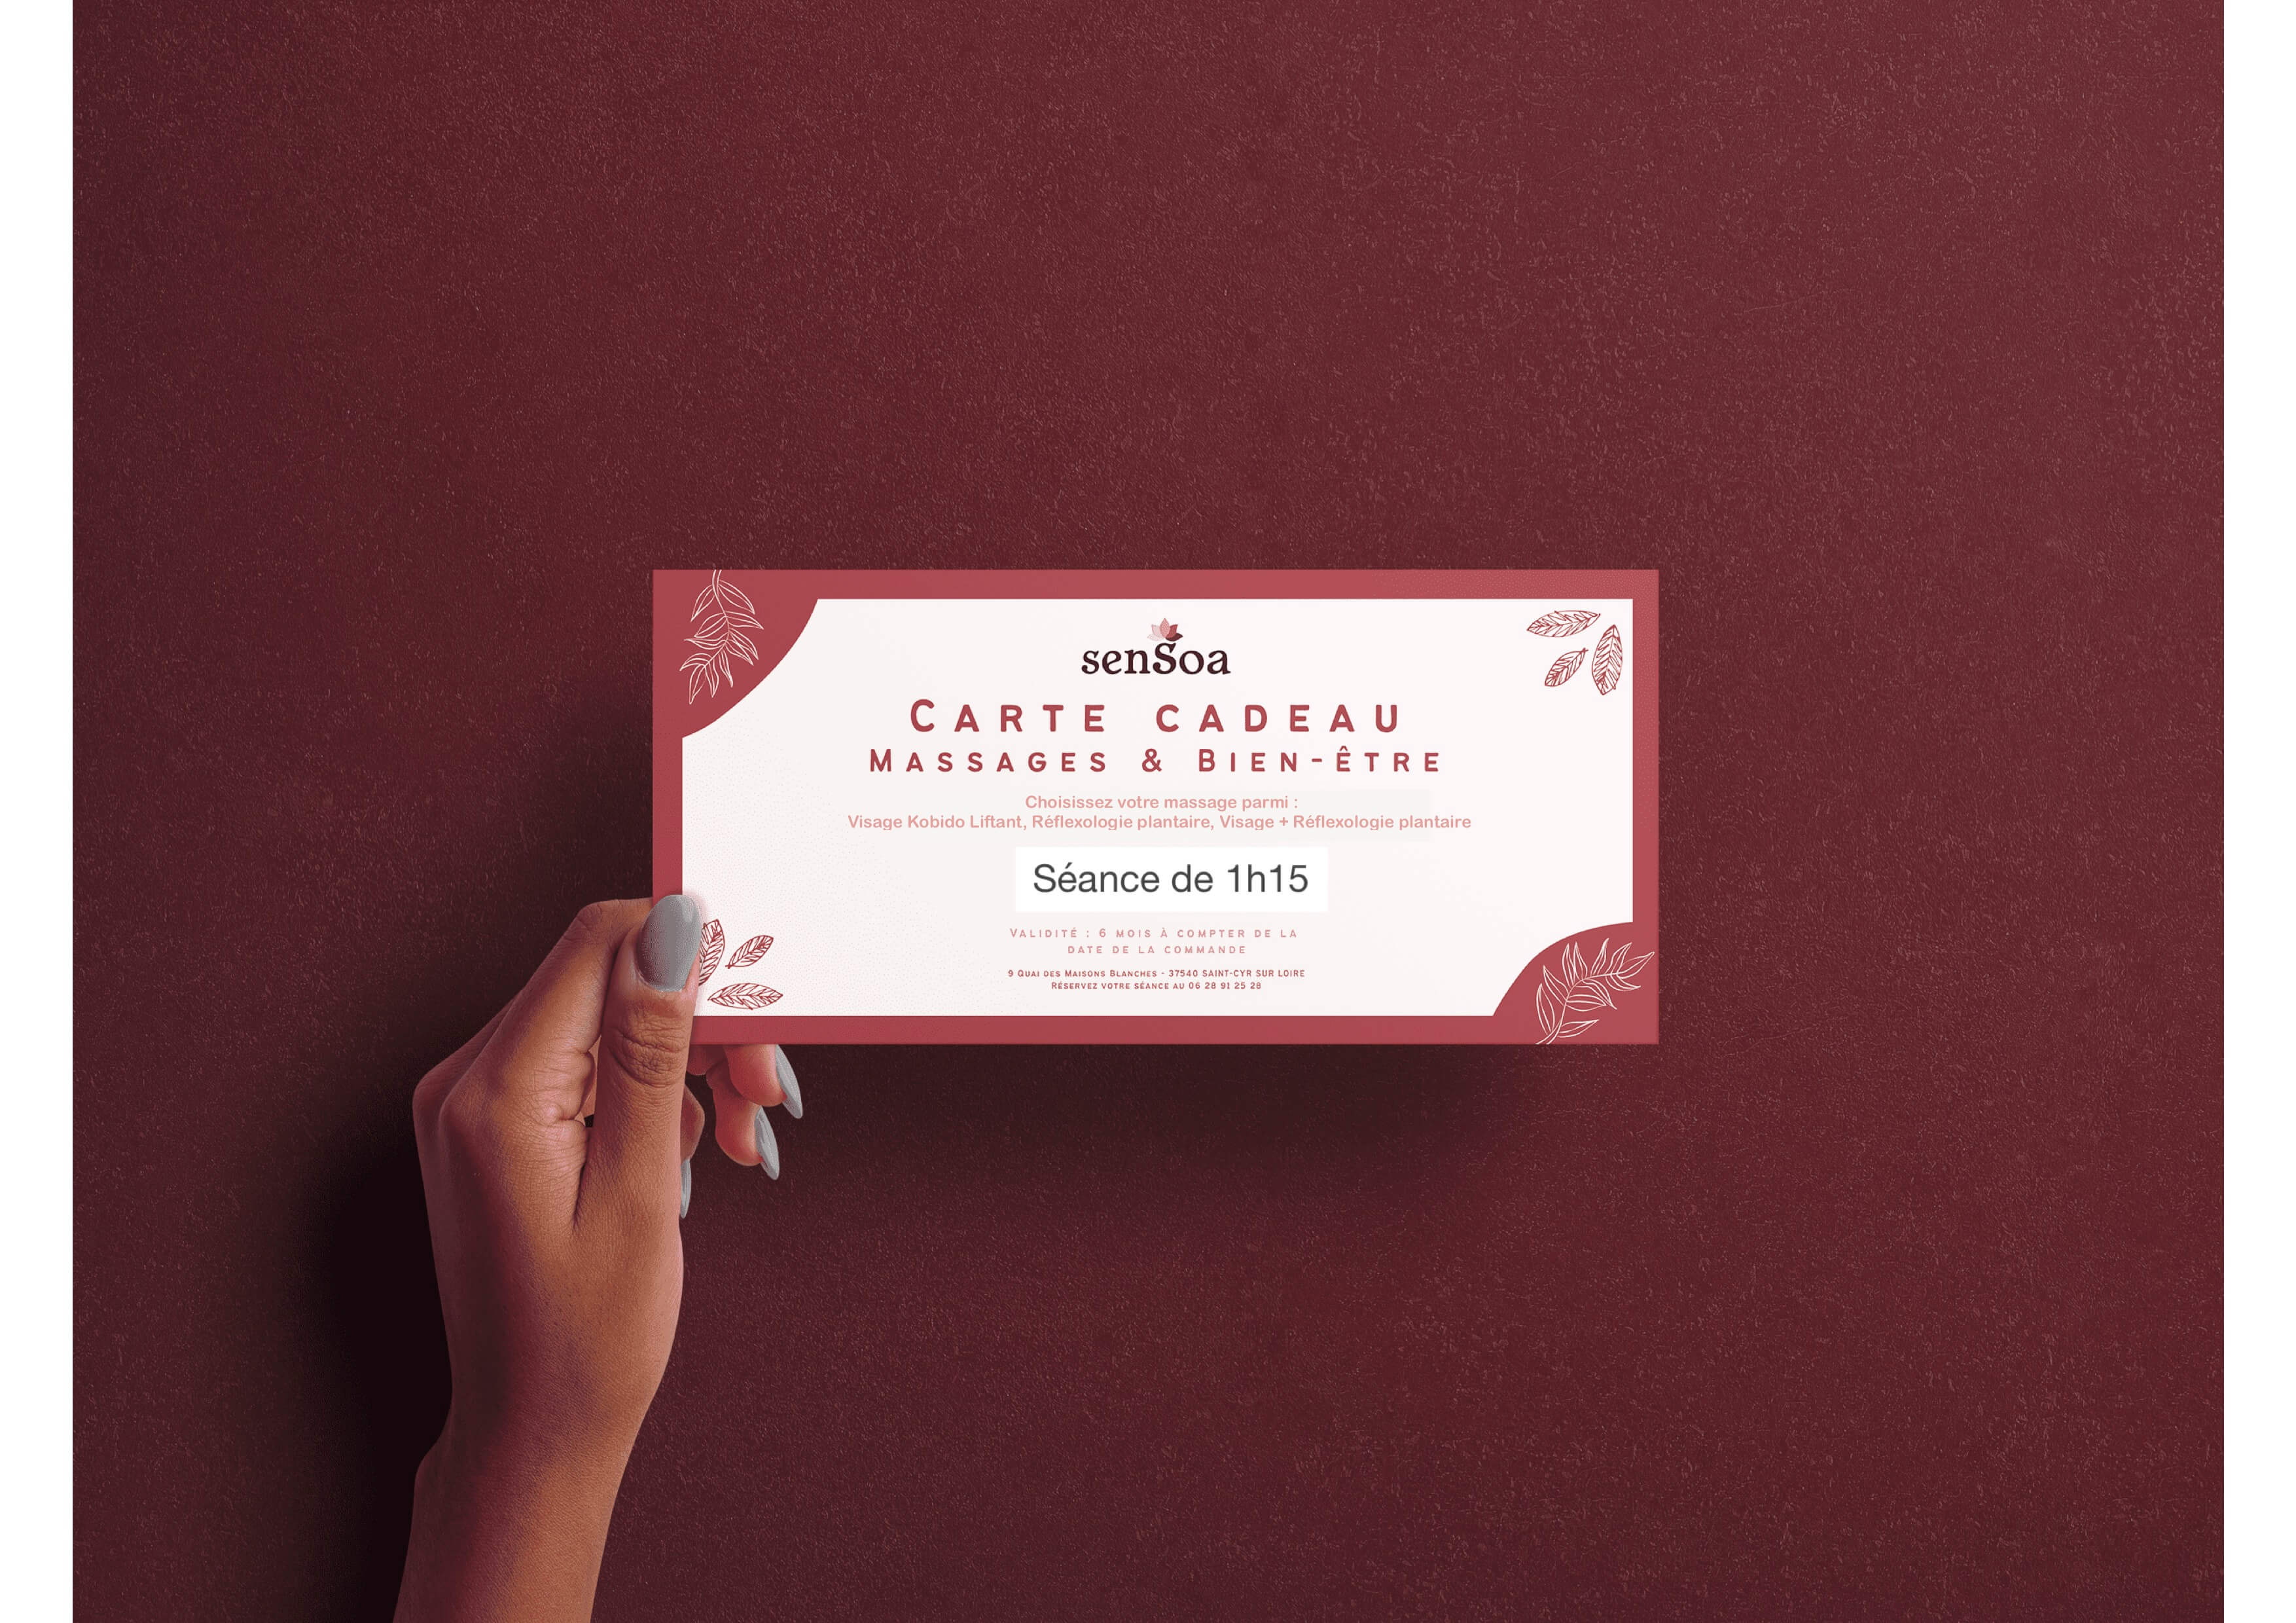 senSoa
CARTE CADEAU
MASSAGES & BIEN-ÊTRE
Choisissez votre massage parmi :
Visage Kobido Liftant, Réflexologie plantaire, Visage + Réflexologie plantaire
Séance de 1h15
VALIDITÉ : 6 MOIS À COMPTER DE LA
DATE DE LA COMMANDE
9 QUAI DES MAISONS BLANCHES - 37540 SAINT-CYR SUR LOIRE
RÉSERVEZ VOTRE SÉANCE AU 06 28 91 25 28